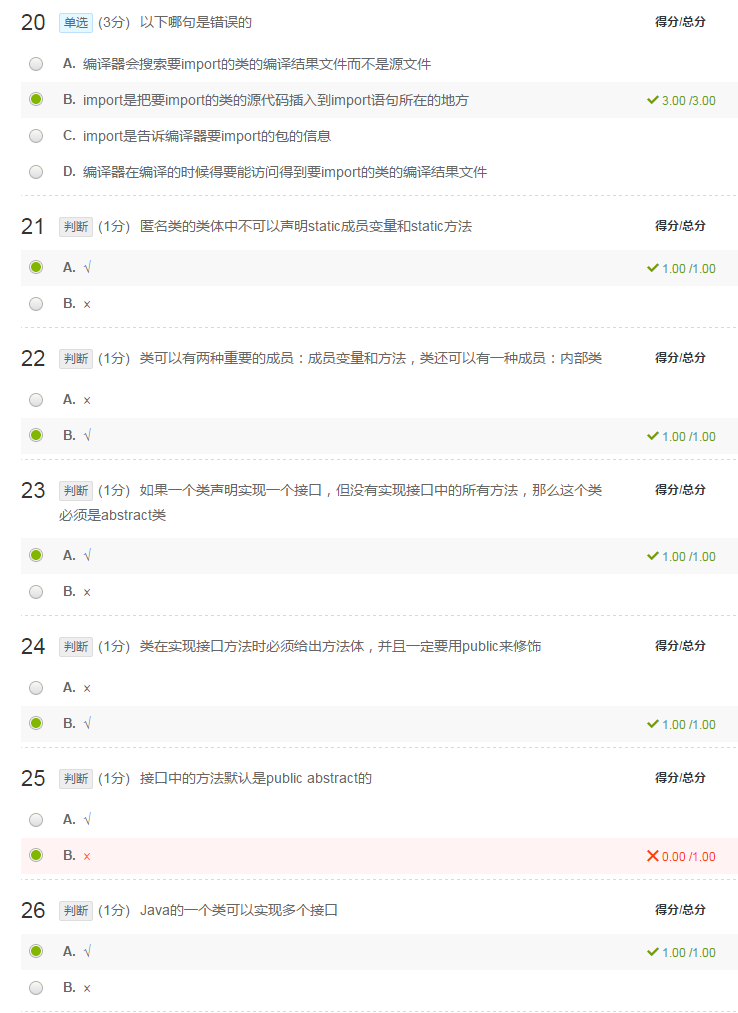 20 单选 (3分) 以下哪句是错误的 得分/总分
A. 编译器会搜索要import的类的编译结果文件而不是源文件
B. import是把要import的类的源代码插入到import语句所在的地方 3.00 /3.00
C. import是告诉编译器要import的包的信息
D. 编译器在编译的时候得要能访问得到要import的类的编译结果文件
21 判断 (1分) 匿名类的类体中不可以声明static成员变量和static方法 得分/总分
A. √ 1.00 /1.00
B. ×
22 判断 (1分) 类可以有两种重要的成员：成员变量和方法，类还可以有一种成员：内部类 得分/总分
A. ×
B. √ 1.00 /1.00
23 判断 (1分) 如果一个类声明实现一个接口，但没有实现接口中的所有方法，那么这个类 得分/总分
必须是abstract类
A. √ 1.00 /1.00
B. ×
24 判断 (1分) 类在实现接口方法时必须给出方法体，并且一定要用public来修饰 得分/总分
A. ×
B. √ 1.00 /1.00
25 判断 (1分) 接口中的方法默认是public abstract的 得分/总分
A. √
B. × 0.00 /1.00
26 判断 (1分) Java的一个类可以实现多个接口 得分/总分
A. √ 1.00 /1.00
B. ×